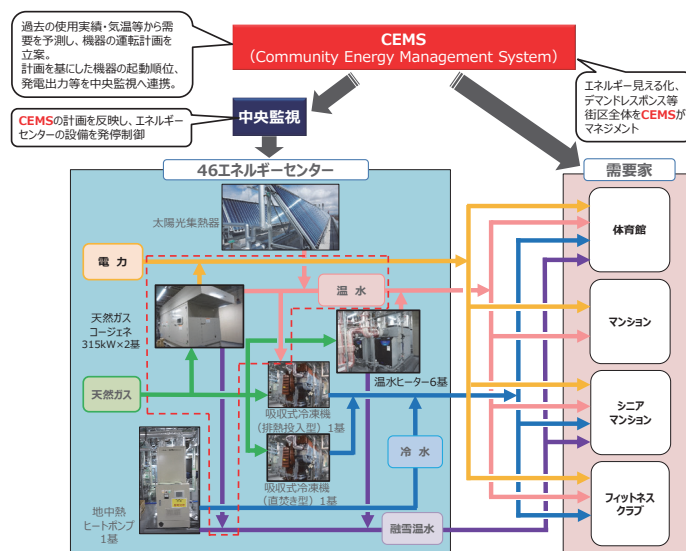 過去の使用実績・気温等から需
要を予測し、機器の運転計画を
立案。
計画を基にした機器の起動順位、
発電出力等を中央監視へ連携。
CEMS
（Community Energy Management System）
エネルギー見える化、
デマンドレスポンス等
街区全体をCEMSが
マネジメント
中央監視
CEMSの計画を反映し、エネルギー
センターの設備を発停制御
46エネルギーセンター
需要家
太陽光集熱器
電 力
体育館
温 水
天然ガス
コージェネ
315kW×2基
マンション
温水ヒーター6基
天然ガス
吸収式冷凍機
（排熱投入型）1基
シニア
マンション
冷 水
吸収式冷凍機
（直焚き型）1基
地中熱
ヒートポンプ
1基
フィットネス
クラブ
融雪温水